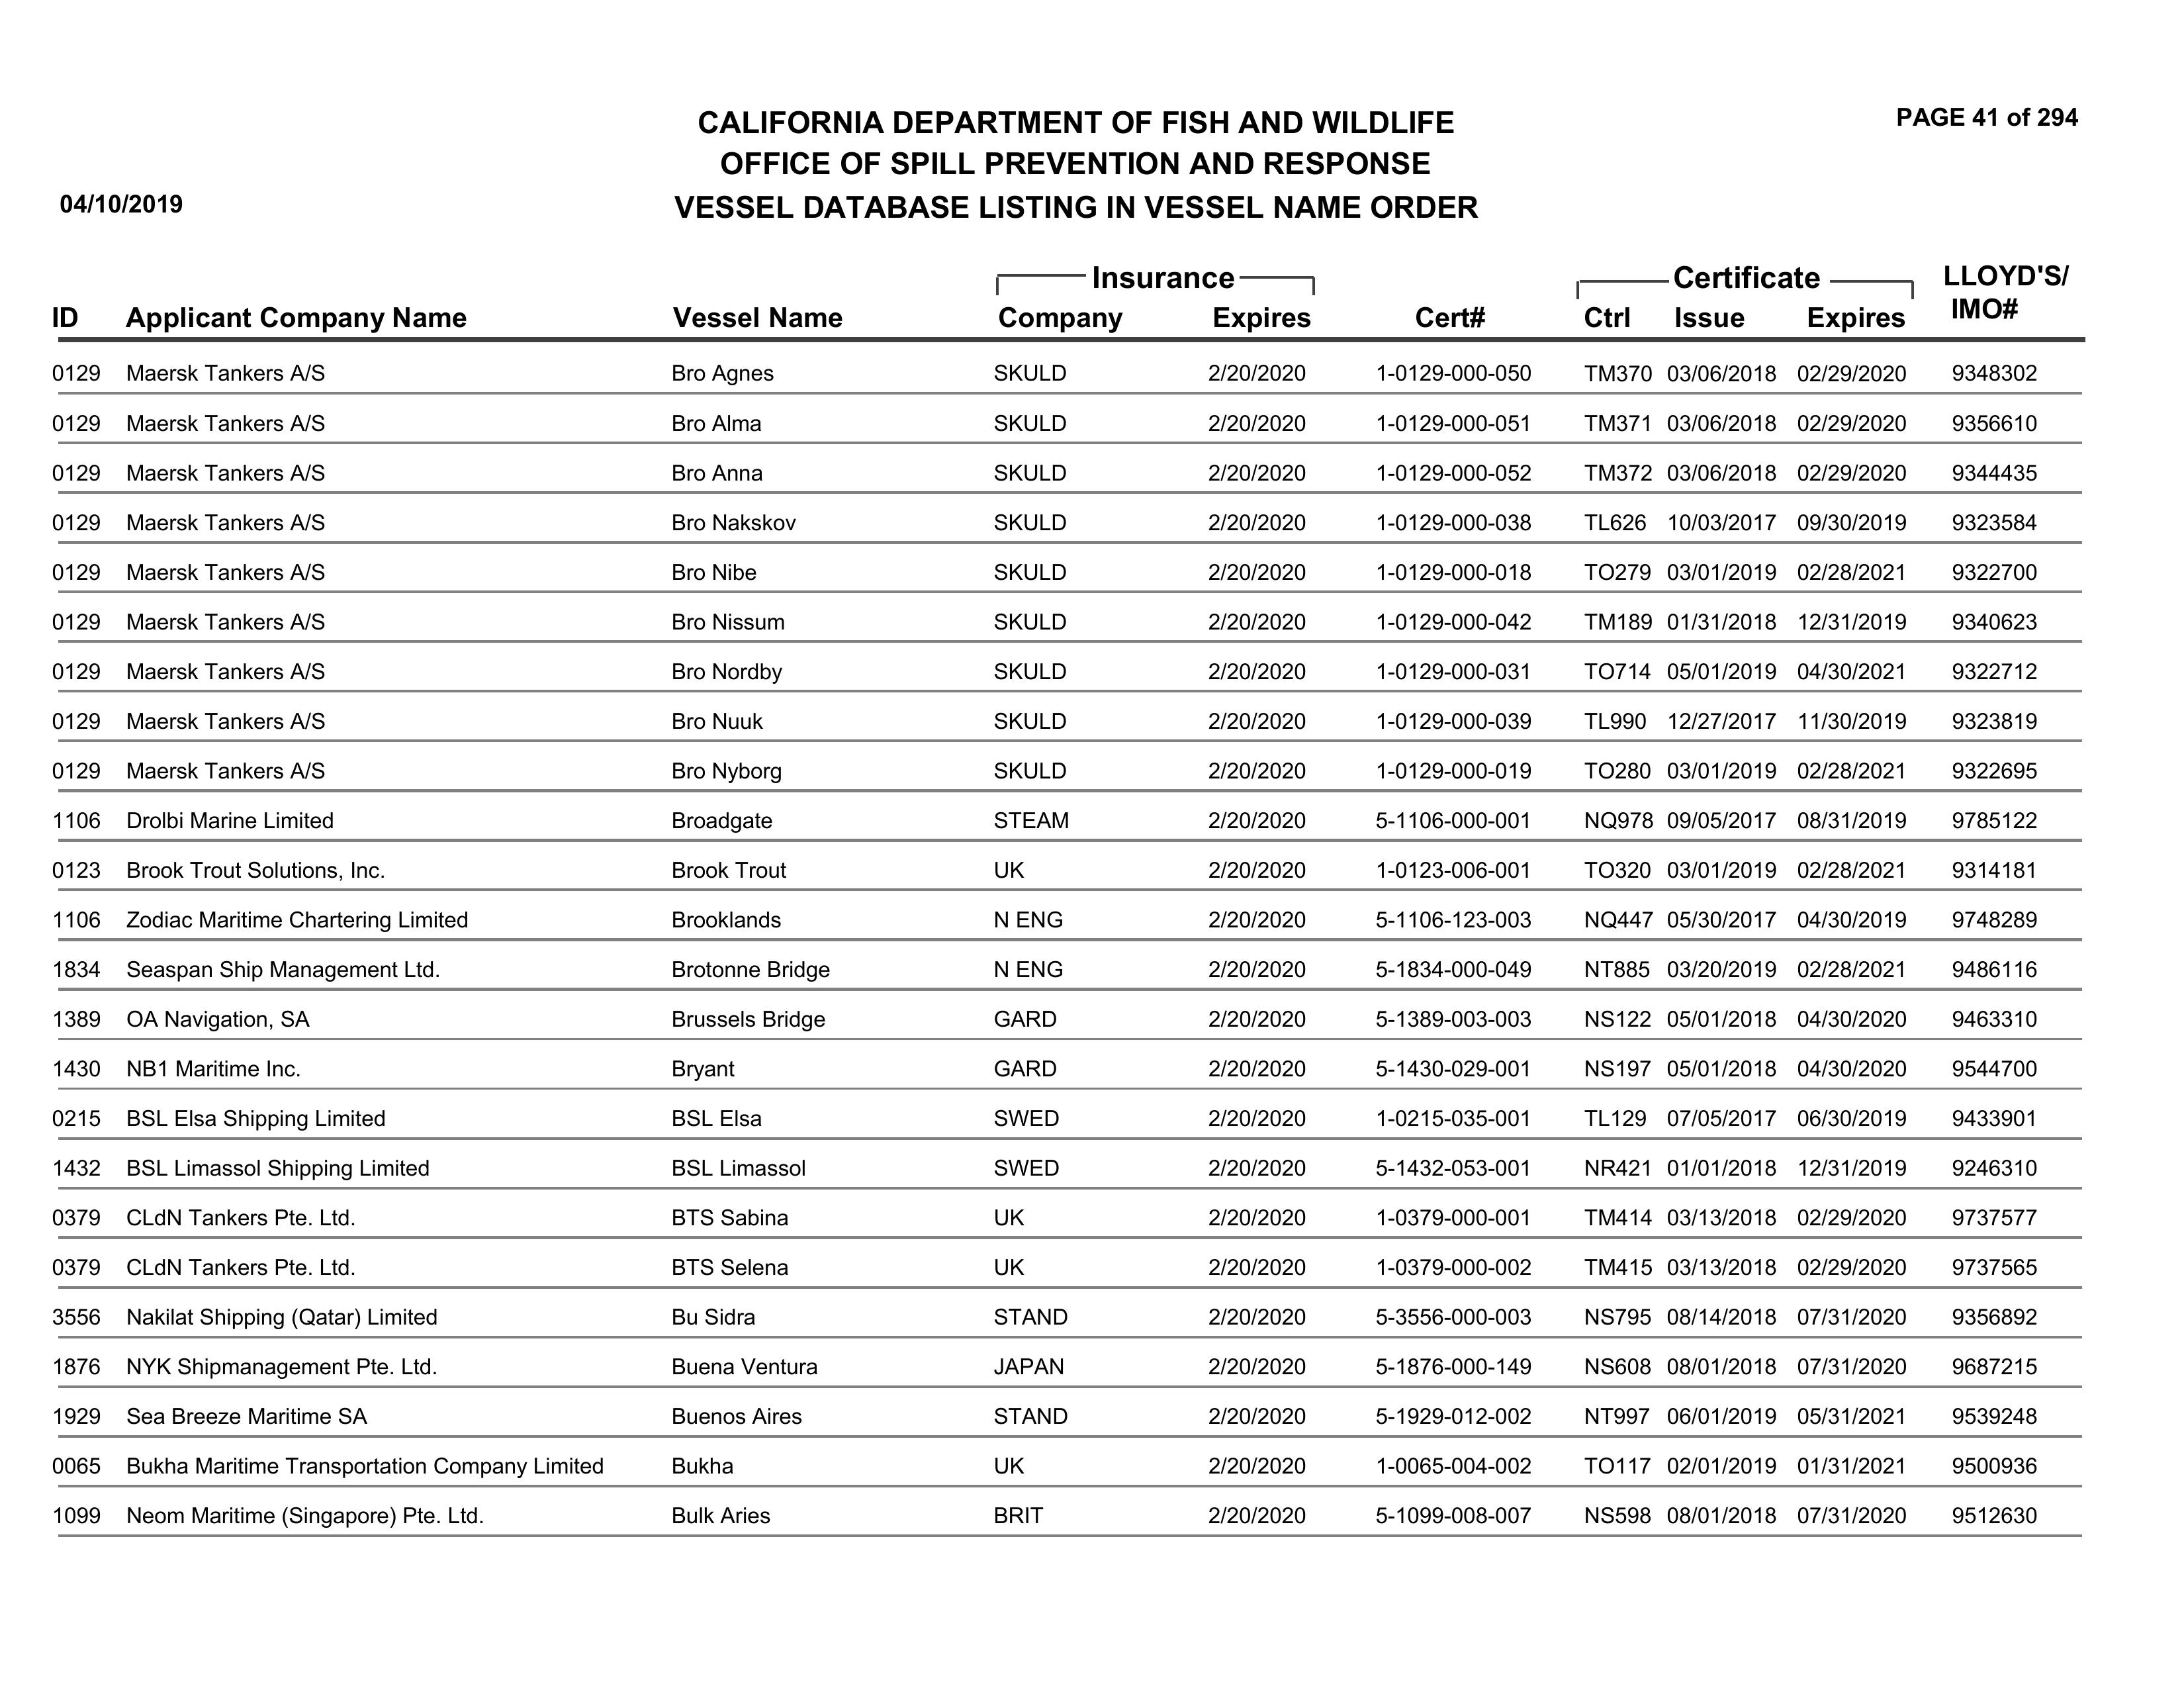 PAGE 41 of 294
CALIFORNIA DEPARTMENT OF FISH AND WILDLIFE
OFFICE OF SPILL PREVENTION AND RESPONSE
04/10/2019 VESSEL DATABASE LISTING IN VESSEL NAME ORDER
Insurance Certificate LLOYD'S/
ID Applicant Company Name Vessel Name Company Expires Cert# Ctrl Issue Expires IMO#
0129 Maersk Tankers A/S Bro Agnes SKULD 2/20/2020 1-0129-000-050 TM370 03/06/2018 02/29/2020 9348302
0129 Maersk Tankers A/S Bro Alma SKULD 2/20/2020 1-0129-000-051 TM371 03/06/2018 02/29/2020 9356610
0129 Maersk Tankers A/S Bro Anna SKULD 2/20/2020 1-0129-000-052 TM372 03/06/2018 02/29/2020 9344435
0129 Maersk Tankers A/S Bro Nakskov SKULD 2/20/2020 1-0129-000-038 TL626 10/03/2017 09/30/2019 9323584
0129 Maersk Tankers A/S Bro Nibe SKULD 2/20/2020 1-0129-000-018 TO279 03/01/2019 02/28/2021 9322700
0129 Maersk Tankers A/S Bro Nissum SKULD 2/20/2020 1-0129-000-042 TM189 01/31/2018 12/31/2019 9340623
0129 Maersk Tankers A/S Bro Nordby SKULD 2/20/2020 1-0129-000-031 TO714 05/01/2019 04/30/2021 9322712
0129 Maersk Tankers A/S Bro Nuuk SKULD 2/20/2020 1-0129-000-039 TL990 12/27/2017 11/30/2019 9323819
0129 Maersk Tankers A/S Bro Nyborg SKULD 2/20/2020 1-0129-000-019 TO280 03/01/2019 02/28/2021 9322695
1106 Drolbi Marine Limited Broadgate STEAM 2/20/2020 5-1106-000-001 NQ978 09/05/2017 08/31/2019 9785122
0123 Brook Trout Solutions, Inc. Brook Trout UK 2/20/2020 1-0123-006-001 TO320 03/01/2019 02/28/2021 9314181
1106 Zodiac Maritime Chartering Limited Brooklands N ENG 2/20/2020 5-1106-123-003 NQ447 05/30/2017 04/30/2019 9748289
1834 Seaspan Ship Management Ltd. Brotonne Bridge N ENG 2/20/2020 5-1834-000-049 NT885 03/20/2019 02/28/2021 9486116
1389 OA Navigation, SA Brussels Bridge GARD 2/20/2020 5-1389-003-003 NS122 05/01/2018 04/30/2020 9463310
1430 NB1 Maritime Inc. Bryant GARD 2/20/2020 5-1430-029-001 NS197 05/01/2018 04/30/2020 9544700
0215 BSL Elsa Shipping Limited BSL Elsa SWED 2/20/2020 1-0215-035-001 TL129 07/05/2017 06/30/2019 9433901
1432 BSL Limassol Shipping Limited BSL Limassol SWED 2/20/2020 5-1432-053-001 NR421 01/01/2018 12/31/2019 9246310
0379 CLdN Tankers Pte. Ltd. BTS Sabina UK 2/20/2020 1-0379-000-001 TM414 03/13/2018 02/29/2020 9737577
0379 CLdN Tankers Pte. Ltd. BTS Selena UK 2/20/2020 1-0379-000-002 TM415 03/13/2018 02/29/2020 9737565
3556 Nakilat Shipping (Qatar) Limited Bu Sidra STAND 2/20/2020 5-3556-000-003 NS795 08/14/2018 07/31/2020 9356892
1876 NYK Shipmanagement Pte. Ltd. Buena Ventura JAPAN 2/20/2020 5-1876-000-149 NS608 08/01/2018 07/31/2020 9687215
1929 Sea Breeze Maritime SA Buenos Aires STAND 2/20/2020 5-1929-012-002 NT997 06/01/2019 05/31/2021 9539248
0065 Bukha Maritime Transportation Company Limited Bukha UK 2/20/2020 1-0065-004-002 TO117 02/01/2019 01/31/2021 9500936
1099 Neom Maritime (Singapore) Pte. Ltd. Bulk Aries BRIT 2/20/2020 5-1099-008-007 NS598 08/01/2018 07/31/2020 9512630